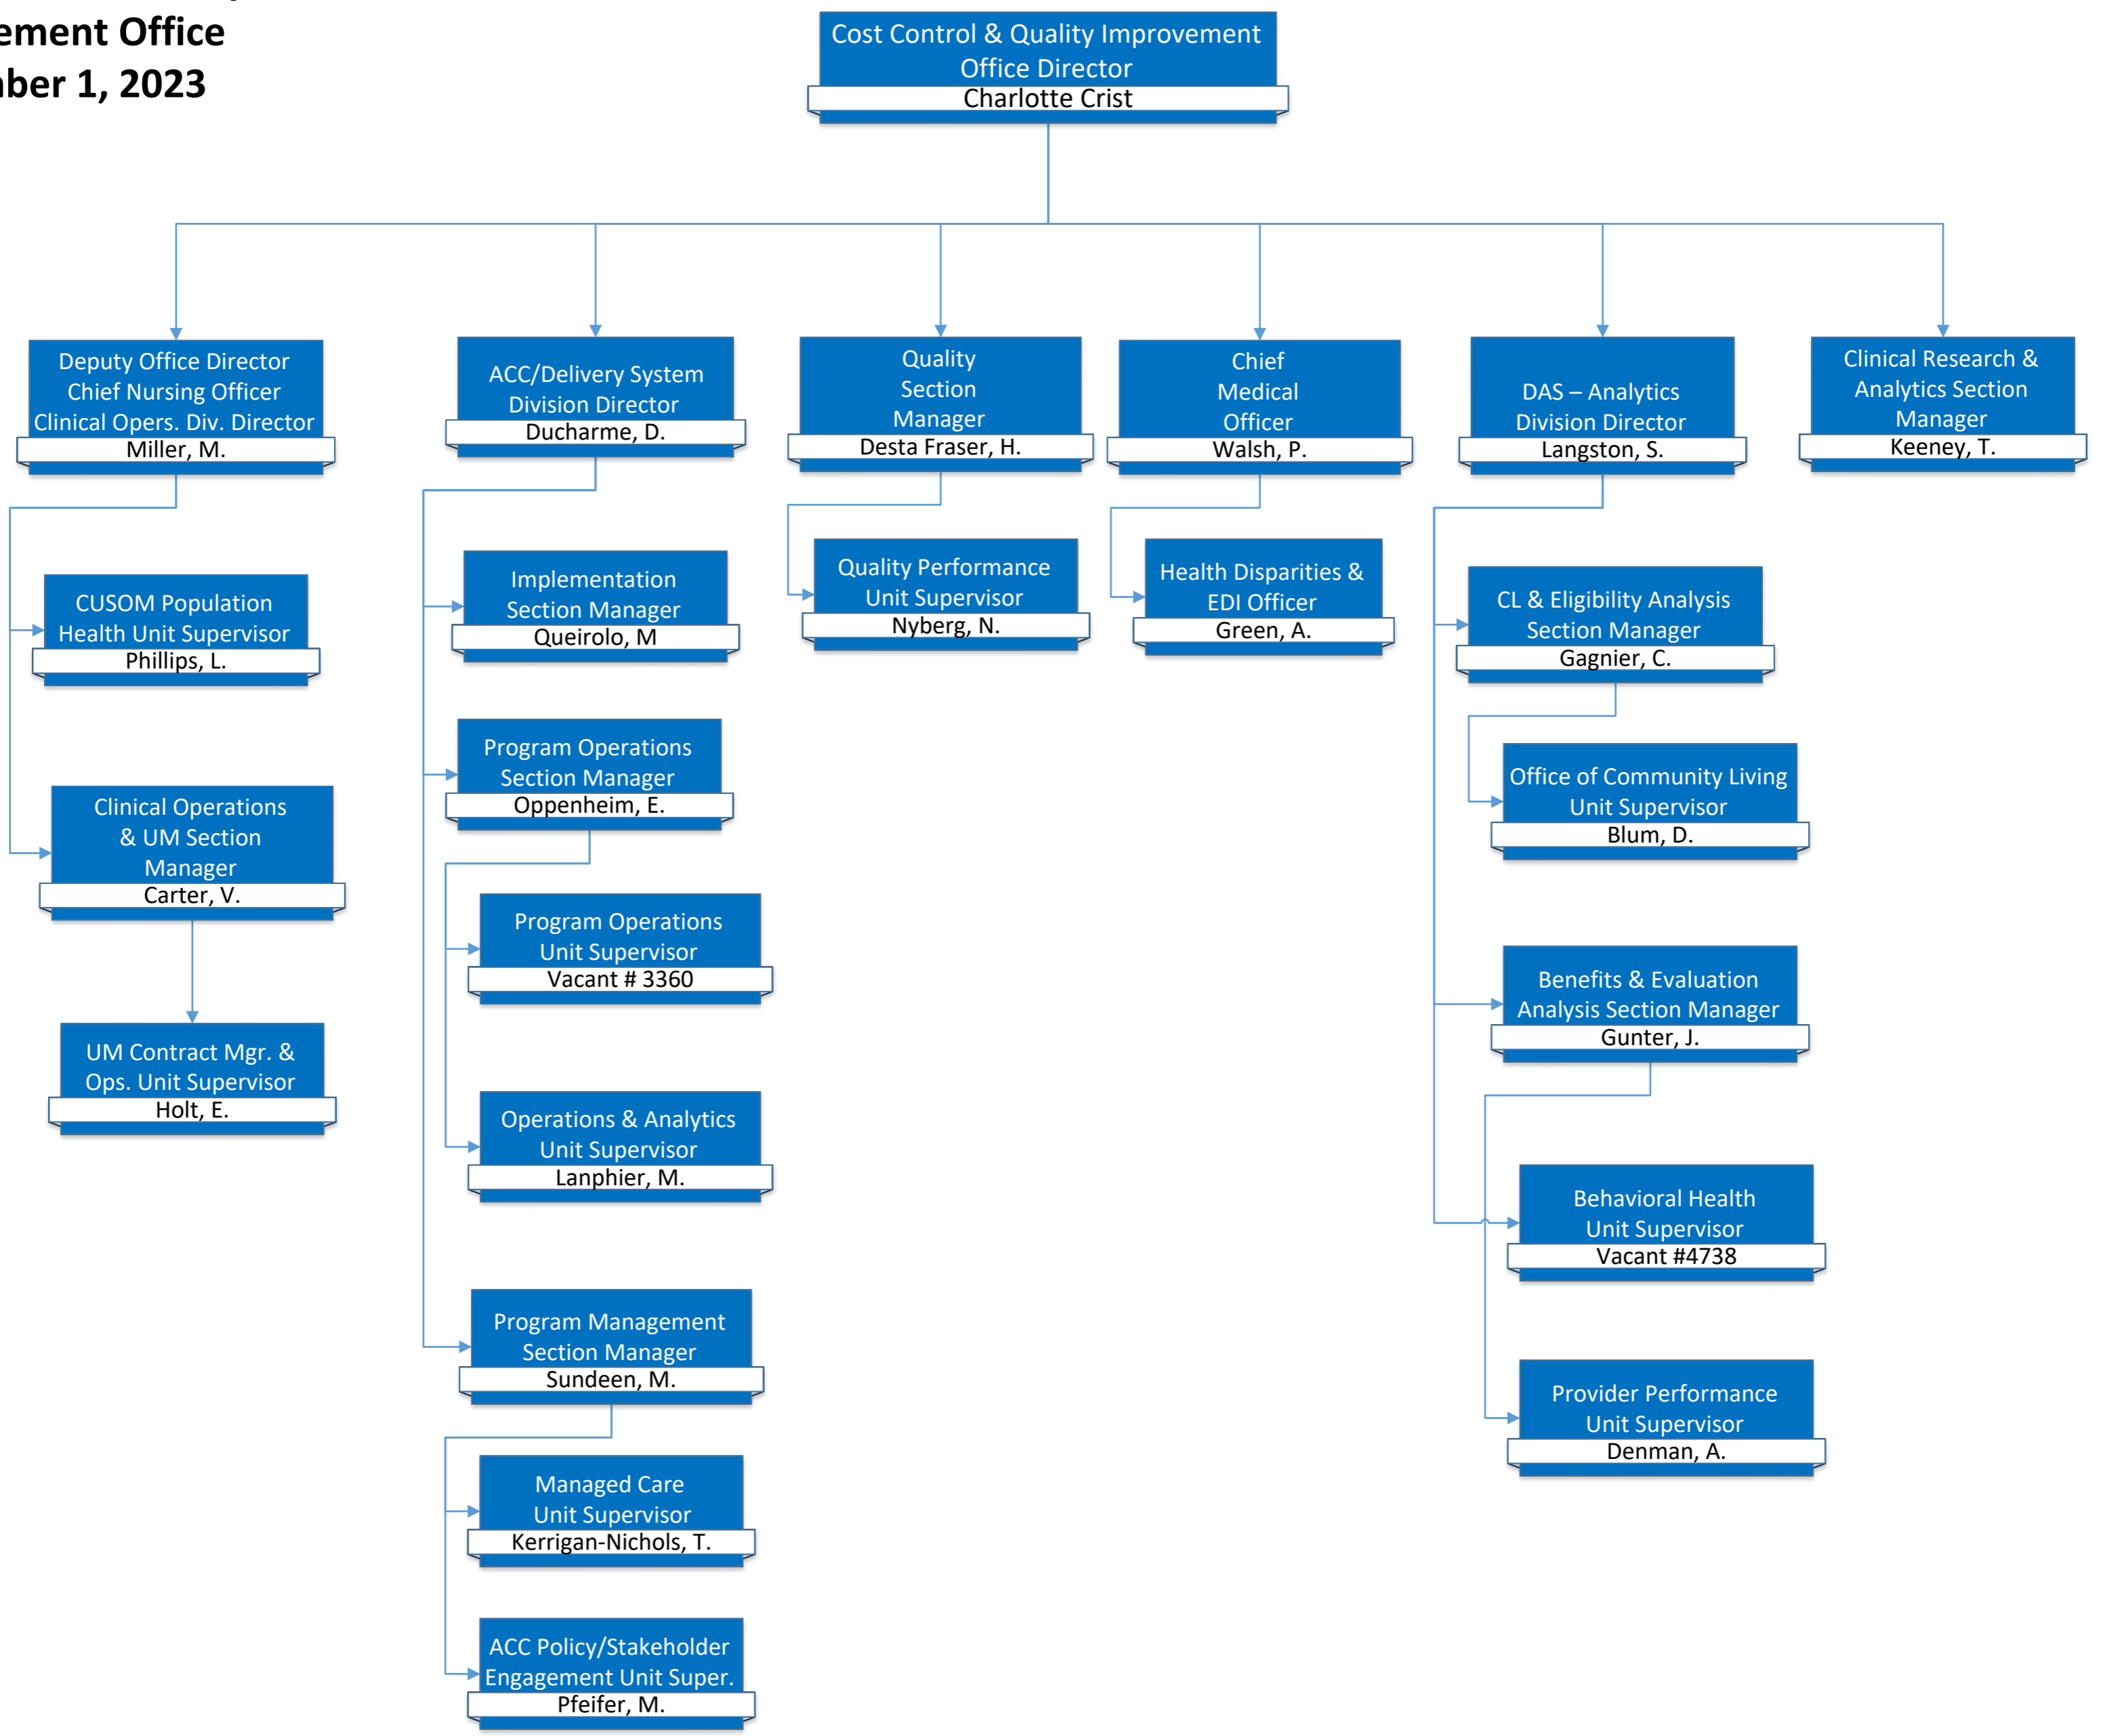 ement Office
ber 1, 2023
Cost Control & Quality Improvement
Office Director
Charlotte Crist
Deputy Office Director
Chief Nursing Officer
Clinical Opers. Div. Director
Miller, M.
CUSOM Population
Health Unit Supervisor
Phillips, L.
Clinical Operations
& UM Section
Manager
Carter, V.
UM Contract Mgr. &
Ops. Unit Supervisor
Holt, E.
ACC/Delivery System
Division Director
Ducharme, D.
Implementation
Section Manager
Queirolo, M
Program Operations
Section Manager
Oppenheim, E.
Program Operations
Unit Supervisor
Vacant # 3360
Operations & Analytics
Unit Supervisor
Lanphier, M.
Program Management
Section Manager
Sundeen, M.
Managed Care
Unit Supervisor
Kerrigan-Nichols, T.
ACC Policy/Stakeholder
Engagement Unit Super.
Pfeifer, M.
Quality
Section
Manager
Desta Fraser, H.
Quality Performance
Unit Supervisor
Nyberg, N.
Chief
Medical
Officer
Walsh, P.
Health Disparities &
EDI Officer
Green, A.
DAS – Analytics
Division Director
Langston, S.
CL & Eligibility Analysis
Section Manager
Gagnier, C.
Office of Community Living
Unit Supervisor
Blum, D.
Benefits & Evaluation
Analysis Section Manager
Gunter, J.
Behavioral Health
Unit Supervisor
Vacant #4738
Provider Performance
Unit Supervisor
Denman, A.
Clinical Research &
Analytics Section
Manager
Keeney, T.